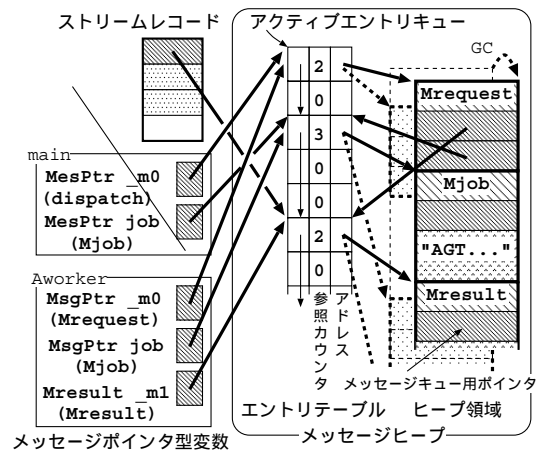 ストリームレコード
アクティブエントリキュー
GC
main
MesPtr _m0
(dispatch)
MesPtr job
(Mjob)
Aworker
MsgPtr _m0
(Mrequest)
MsgPtr job
(Mjob)
Mresult _m1
(Mresult)
メッセージポインタ型変数
2
0
3
0
0
2
0
参照カウンタ
アドレス
Mrequest
Mjob
"AGT..."
Mresult
メッセージキュー用ポインタ
エントリテーブル
ヒープ領域
メッセージヒープ